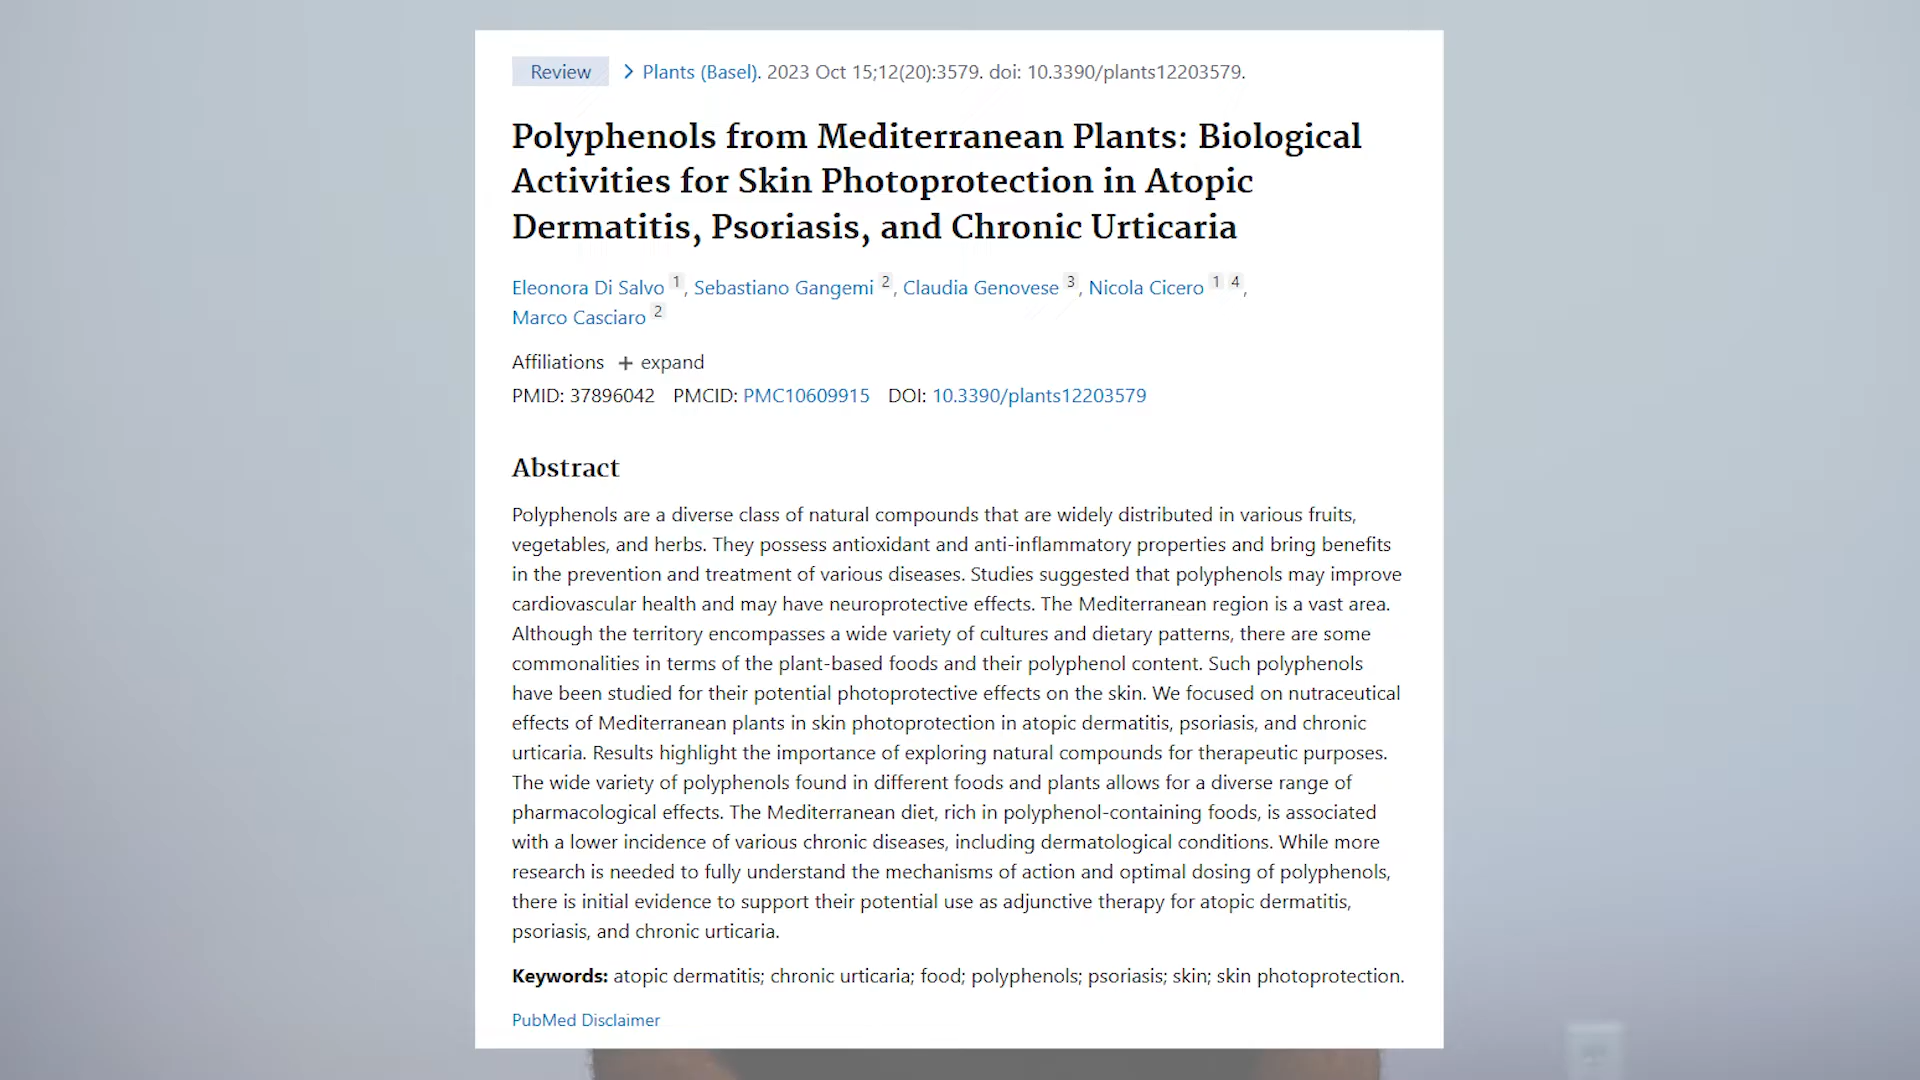 Review > Plants (Basel). 2023 Oct 15;12(20):3579. doi: 10.3390/plants12203579.
Polyphenols from Mediterranean Plants: Biological
Activities for Skin Photoprotection in Atopic
Dermatitis, Psoriasis, and Chronic Urticaria
Eleonora Di Salvo 1, Sebastiano Gangemi 2, Claudia Genovese 3, Nicola Cicero 1 4,
Marco Casciaro 2
Affiliations + expand
PMID: 37896042 PMCID: PMC10609915 DOI: 10.3390/plants12203579
Abstract
Polyphenols are a diverse class of natural compounds that are widely distributed in various fruits,
vegetables, and herbs. They possess antioxidant and anti-inflammatory properties and bring benefits
in the prevention and treatment of various diseases. Studies suggested that polyphenols may improve
cardiovascular health and may have neuroprotective effects. The Mediterranean region is a vast area.
Although the territory encompasses a wide variety of cultures and dietary patterns, there are some
commonalities in terms of the plant-based foods and their polyphenol content. Such polyphenols
have been studied for their potential photoprotective effects on the skin. We focused on nutraceutical
effects of Mediterranean plants in skin photoprotection in atopic dermatitis, psoriasis, and chronic
urticaria. Results highlight the importance of exploring natural compounds for therapeutic purposes.
The wide variety of polyphenols found in different foods and plants allows for a diverse range of
pharmacological effects. The Mediterranean diet, rich in polyphenol-containing foods, is associated
with a lower incidence of various chronic diseases, including dermatological conditions. While more
research is needed to fully understand the mechanisms of action and optimal dosing of polyphenols,
there is initial evidence to support their potential use as adjunctive therapy for atopic dermatitis,
psoriasis, and chronic urticaria.
Keywords: atopic dermatitis; chronic urticaria; food; polyphenols; psoriasis; skin; skin photoprotection.
PubMed Disclaimer